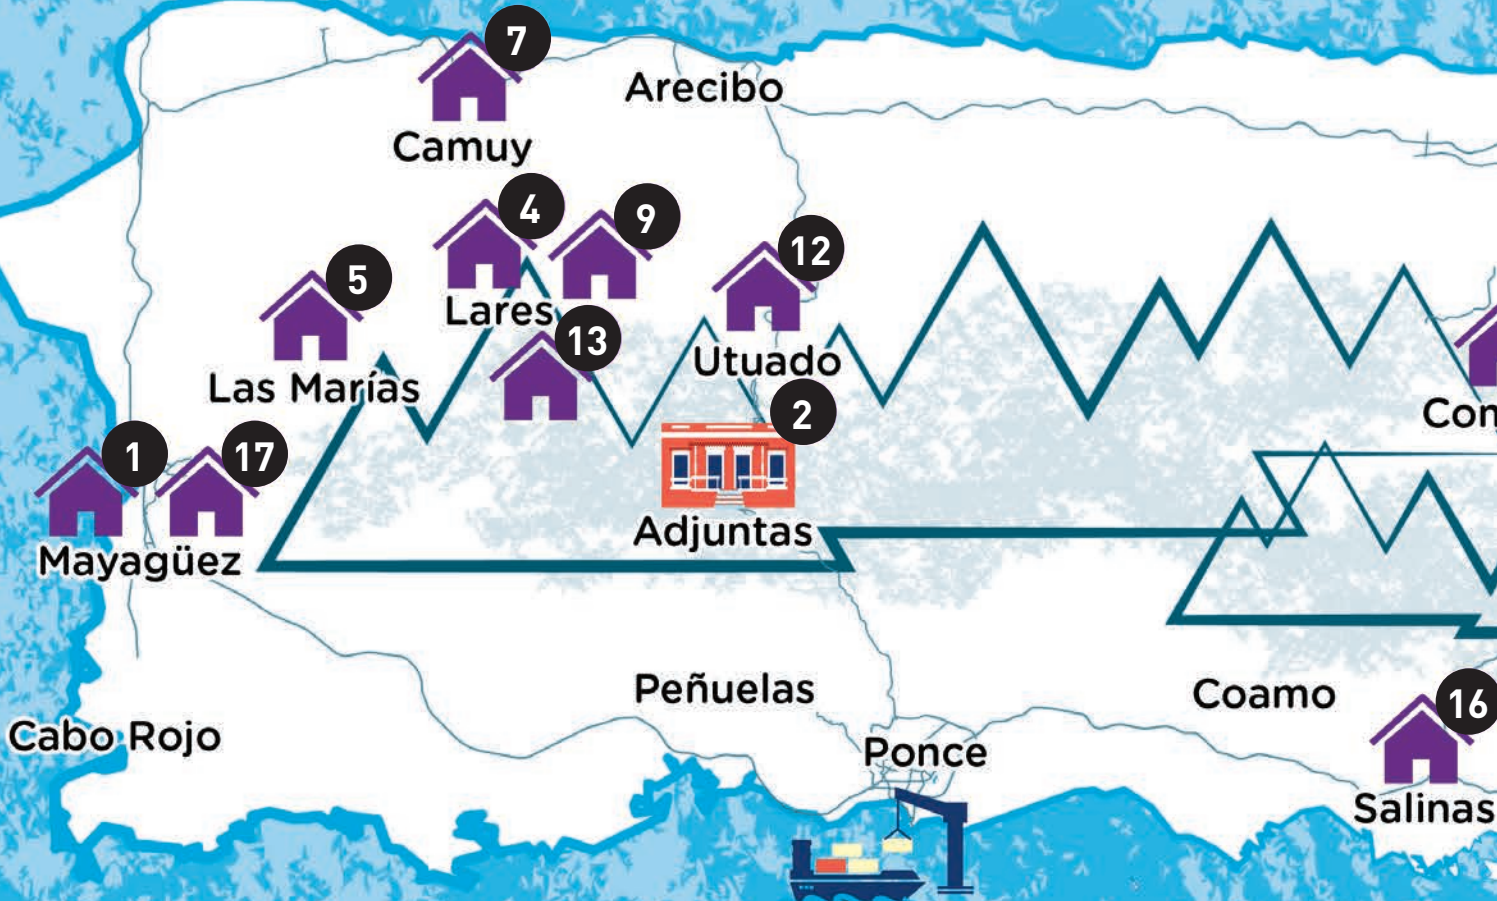 7
Arecibo
Camuy
4
9
12
5
Lares
13
Utuado
Las Marías
2
1
17
Con
Adjuntas
Mayagüez
Peñuelas
Coamo
16
Cabo Rojo
Ponce
Salinas